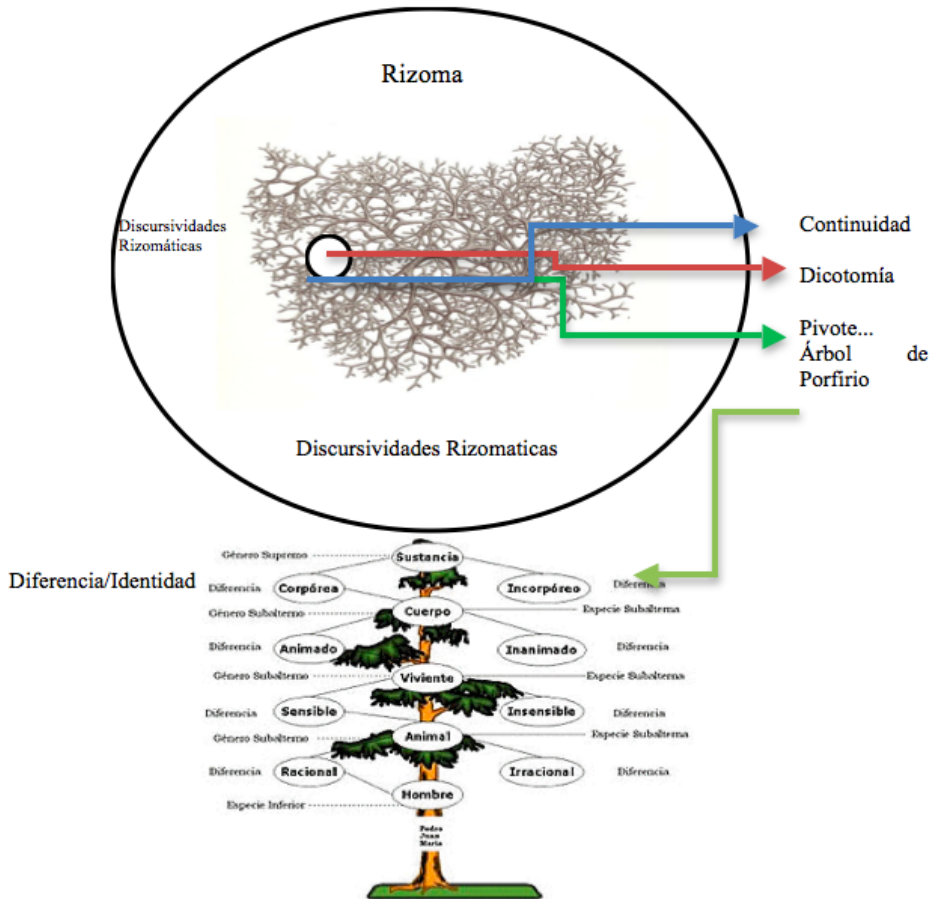 Rizoma
Discursividades
Rizomáticas
Continuidad
Dicotomía
Pivote...
Árbol de
Porfirio
Discursividades Rizomaticas
Diferencia/Identidad
Género Supremo
Sustancia
Diferencia
Corpórea
Incorpóreo
Diferencia
Género Subalterno
Cuerpo
Especie Subalterna
Diferencia
Animado
Inanimado
Diferencia
Género Subalterno
Viviente
Especie Subalterna
Diferencia
Sensible
Insensible
Diferencia
Género Subalterno
Animal
Especie Subalterna
Diferencia
Racional
Irracional
Diferencia
Especie Inferior
Hombre
Pedro
Juan
María